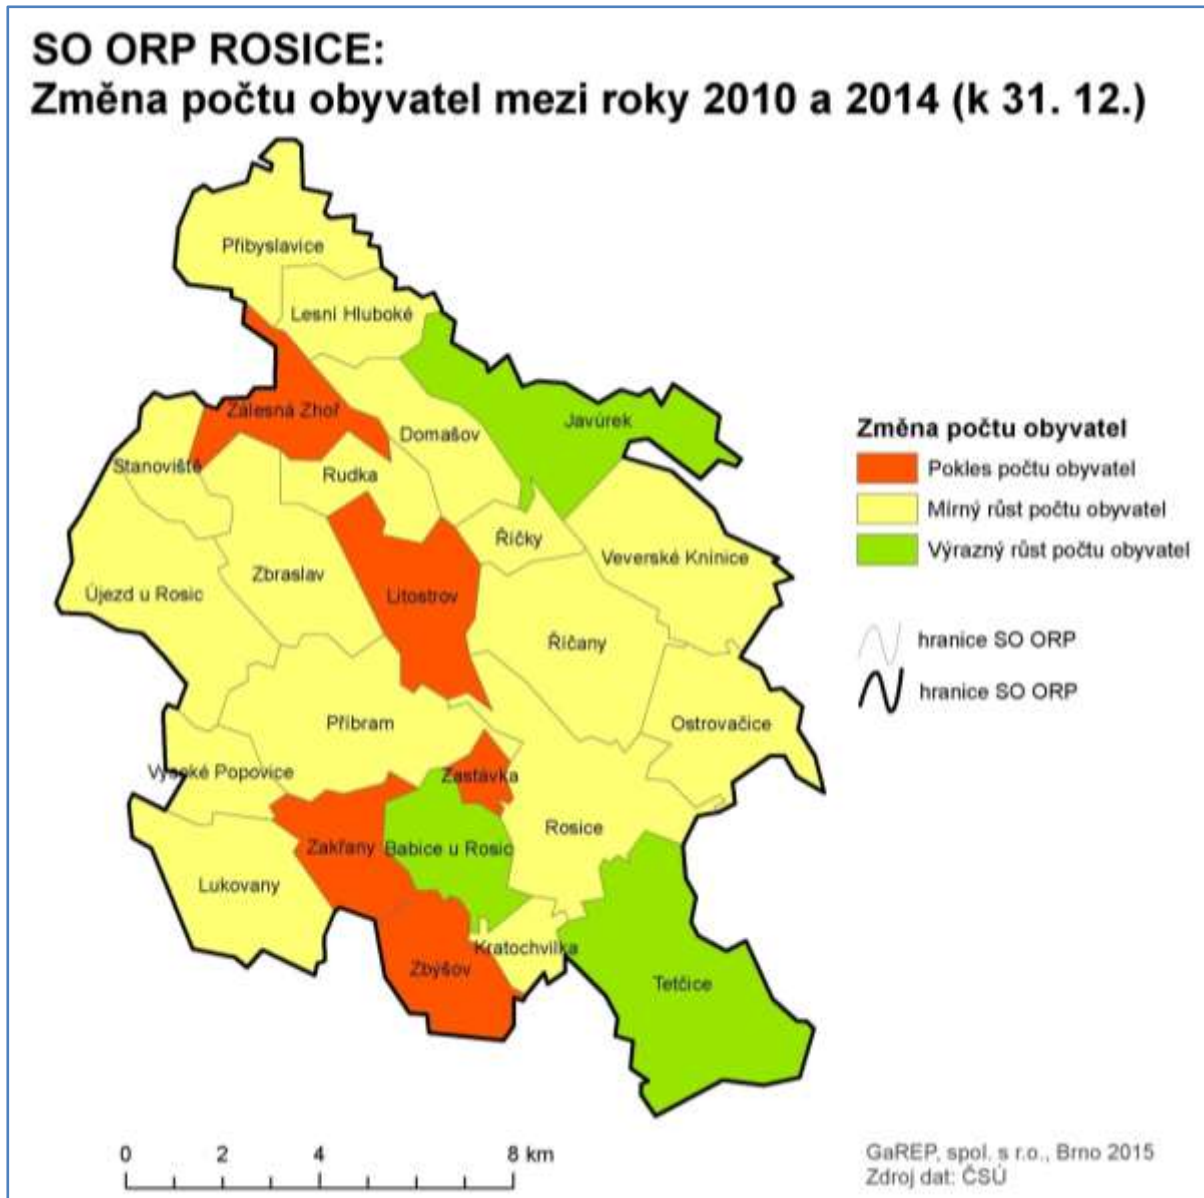 SO ORP ROSICE:
Změna počtu obyvatel mezi roky 2010 a 2014 (k 31. 12.)
Přibyslavice
Lesní Hluboké
Zálesná Zhoř
Javůrek
Domašov
Stanoviště
Rudka
Říčky
Veverské Knínice
Zbraslav
Újezd u Rosic
Litostrov
Říčany
Příbram
Ostrovačice
Vysoké Popovice
Zastávka
Rosice
Zakřany
Babice u Rosic
Lukovany
Kratochvilka
Zbýšov
Tetčice
Změna počtu obyvatel
Pokles počtu obyvatel
Mírný růst počtu obyvatel
Výrazný růst počtu obyvatel
hranice SO ORP
hranice SO ORP
0 2 4 8 km
GaREP, spol. s r.o., Brno 2015
Zdroj dat: ČSÚ